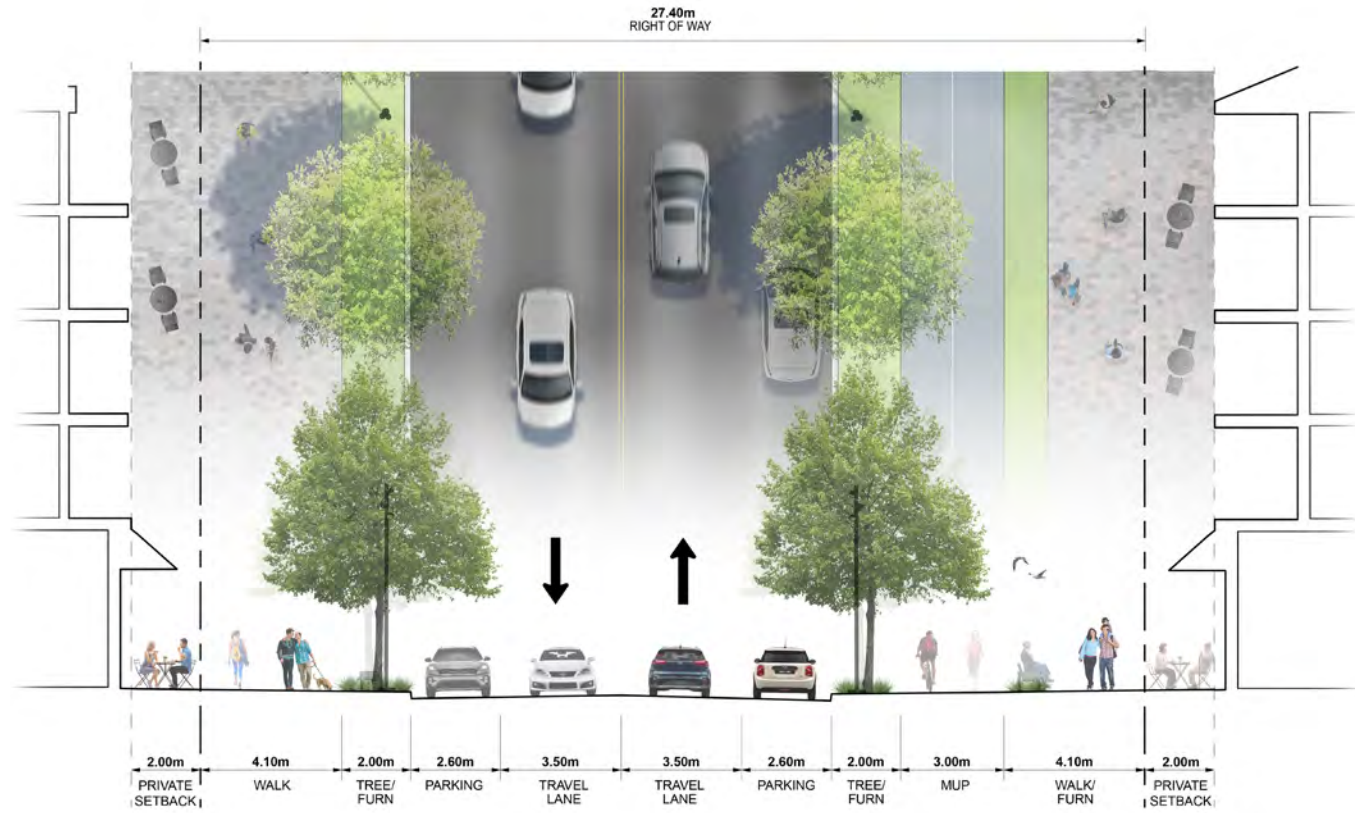 27.40m
RIGHT OF WAY
2.00m
PRIVATE
SETBACK
4.10m
WALK
2.00m
TREE/
FURN
2.60m
PARKING
3.50m
TRAVEL
LANE
3.50m
TRAVEL
LANE
2.60m
PARKING
2.00m
TREE/
FURN
3.00m
MUP
4.10m
WALK/
FURN
2.00m
PRIVATE
SETBACK